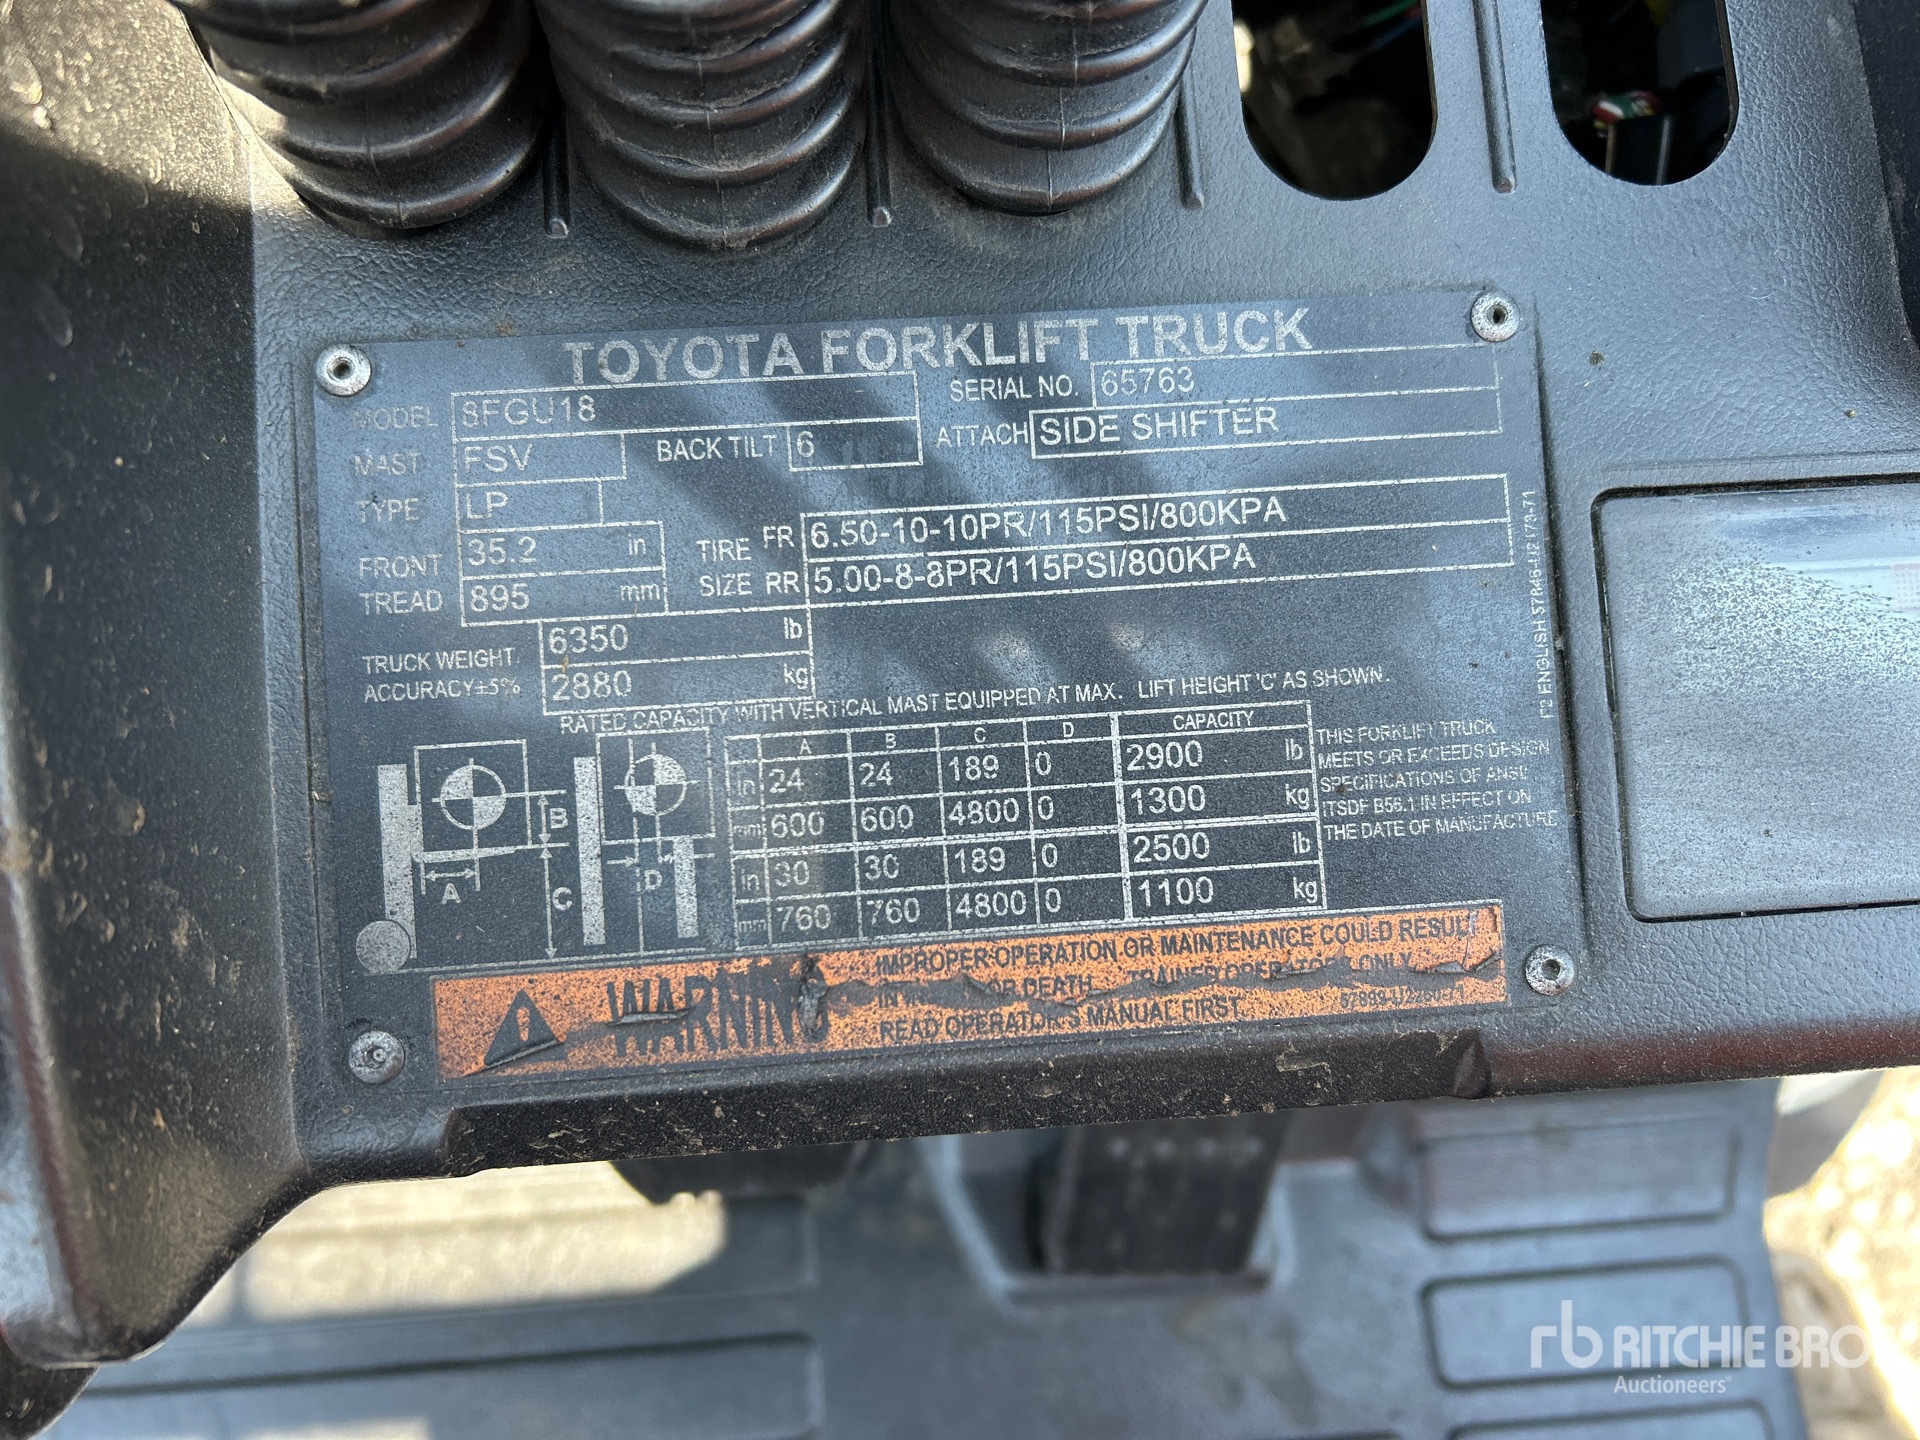 TOYOTA FORKLIFT TRUCK
MODEL 8FGU18 SERIAL NO. 65763
MAST FSV BACK TILT 6 ATTACH SIDE SHIFTER
TYPE LP
FRONT TREAD 35.2 in
895 mm
TIRE SIZE FR 6.50-10-10PR/115PSI/800KPA
RR 5.00-8-8PR/115PSI/800KPA
TRUCK WEIGHT 6350 lb
ACCURACY±5% 2880 kg
RATED CAPACITY WITH VERTICAL MAST EQUIPPED AT MAX. LIFT HEIGHT 'C' AS SHOWN.
A B C D CAPACITY
in 24 24 189 0 2900 lb
mm 600 600 4800 0 1300 kg
in 30 30 189 0 2500 lb
mm 760 760 4800 0 1100 kg
A B C D
THIS FORKLIFT TRUCK
MEETS OR EXCEEDS DESIGN
SPECIFICATIONS OF ANSI/
ITSDF B56.1 IN EFFECT ON
THE DATE OF MANUFACTURE
F2 ENGLISH
WARNING
IMPROPER OPERATION OR MAINTENANCE COULD RESULT
IN OR DEATH. TRAINED OPERATORS ONLY.
READ OPERATOR'S MANUAL FIRST.
rb RITCHIE BRO
Auctioneers